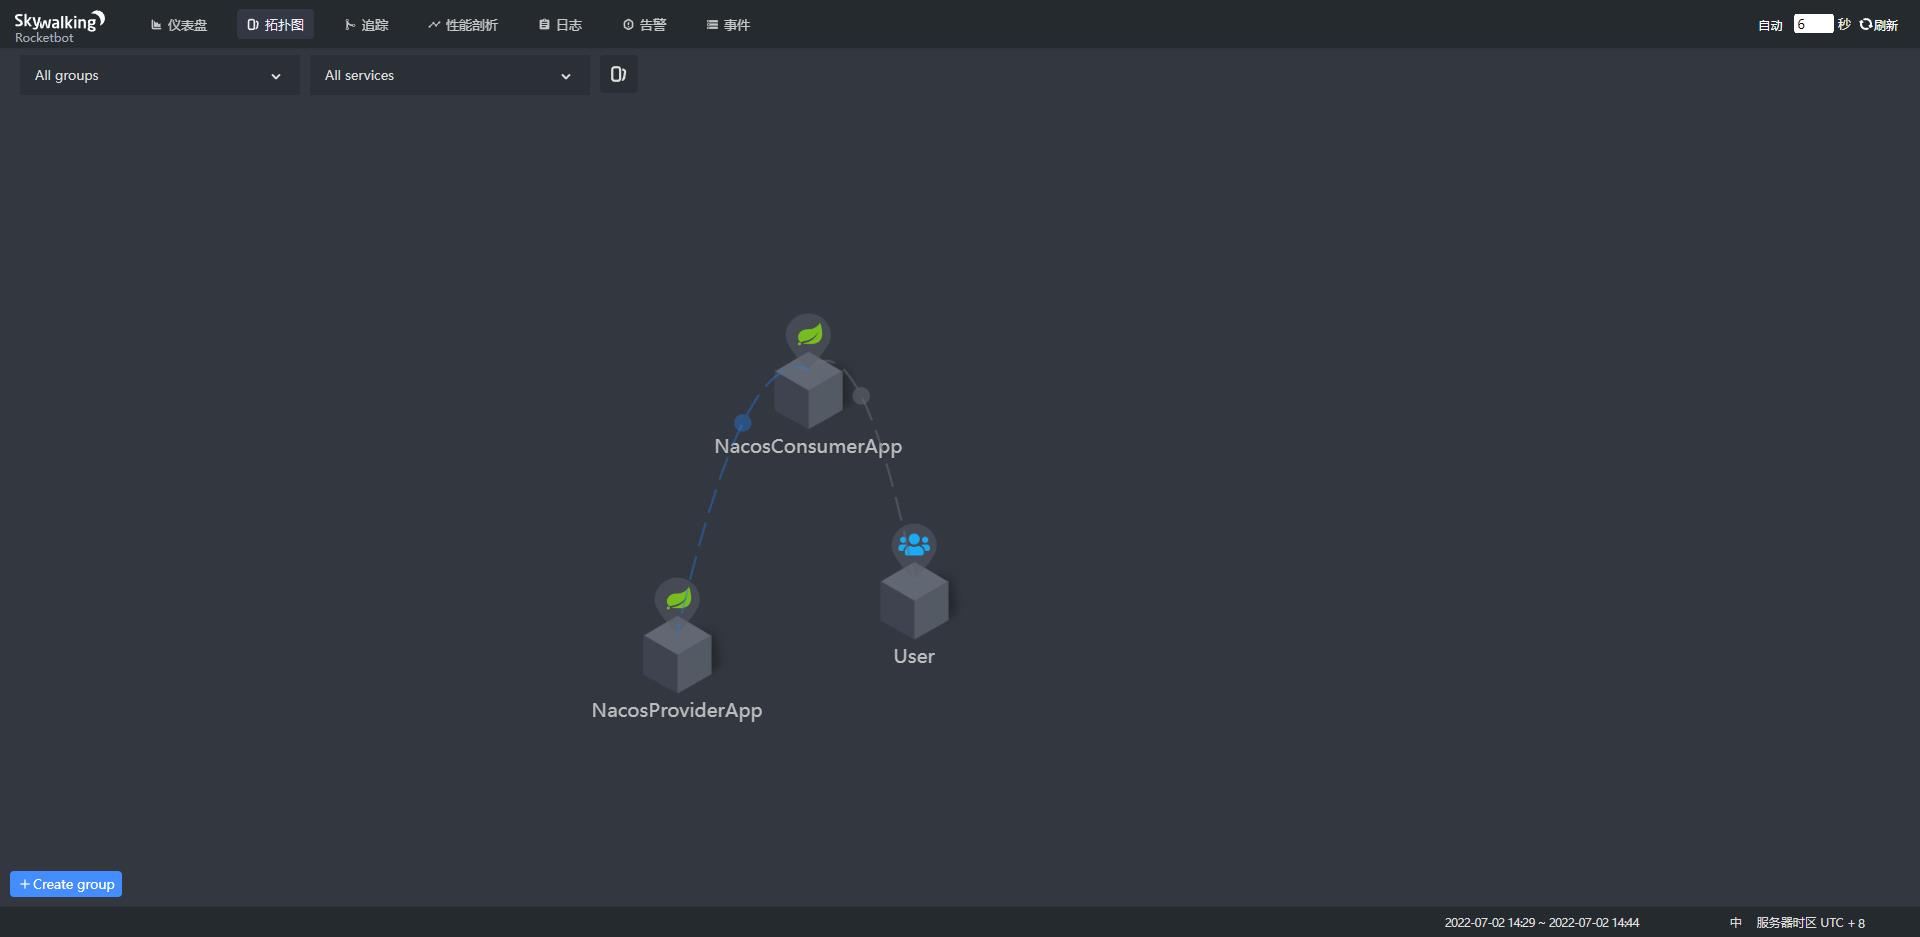 Skywalking
Rocketbot
仪表盘
拓扑图
追踪
性能剖析
日志
告警
事件
自动 6 秒 刷新
All groups
All services
NacosConsumerApp
User
NacosProviderApp
+ Create group
2022-07-02 14:29 ~ 2022-07-02 14:44
中 服务器时区 UTC + 8